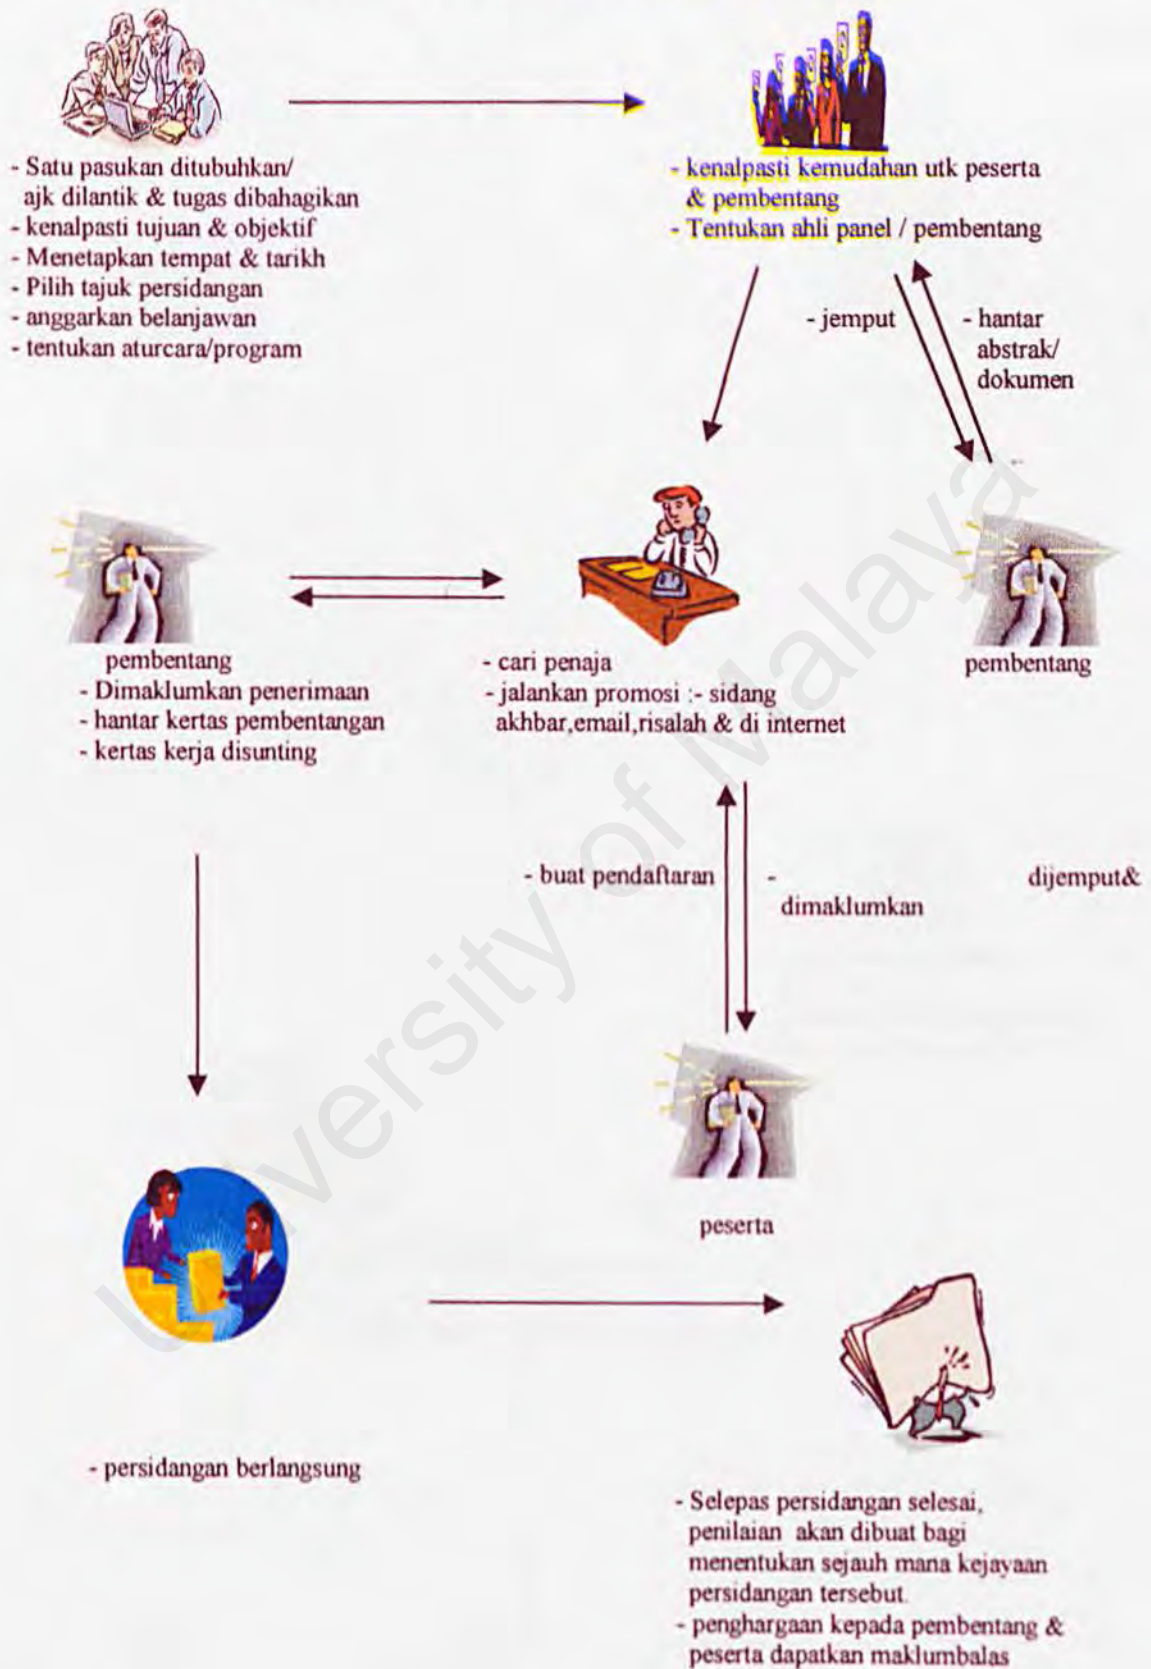 - Satu pasukan ditubuhkan/
ajk dilantik & tugas dibahagikan
- kenalpasti tujuan & objektif
- Menetapkan tempat & tarikh
- Pilih tajuk persidangan
- anggarkan belanjawan
- tentukan aturcara/program
- kenalpasti kemudahan utk peserta
& pembentang
- Tentukan ahli panel / pembentang
- jemput
- hantar
abstrak/
dokumen
pembentang
- Dimaklumkan penerimaan
- hantar kertas pembentangan
- kertas kerja disunting
- cari penaja
- jalankan promosi :- sidang
akhbar,email,risalah & di internet
pembentang
- buat pendaftaran
- dijemput&
dimaklumkan
peserta
- persidangan berlangsung
- Selepas persidangan selesai,
penilaian akan dibuat bagi
menentukan sejauh mana kejayaan
persidangan tersebut.
- penghargaan kepada pembentang &
peserta dapatkan maklumbalas
University of Malaya